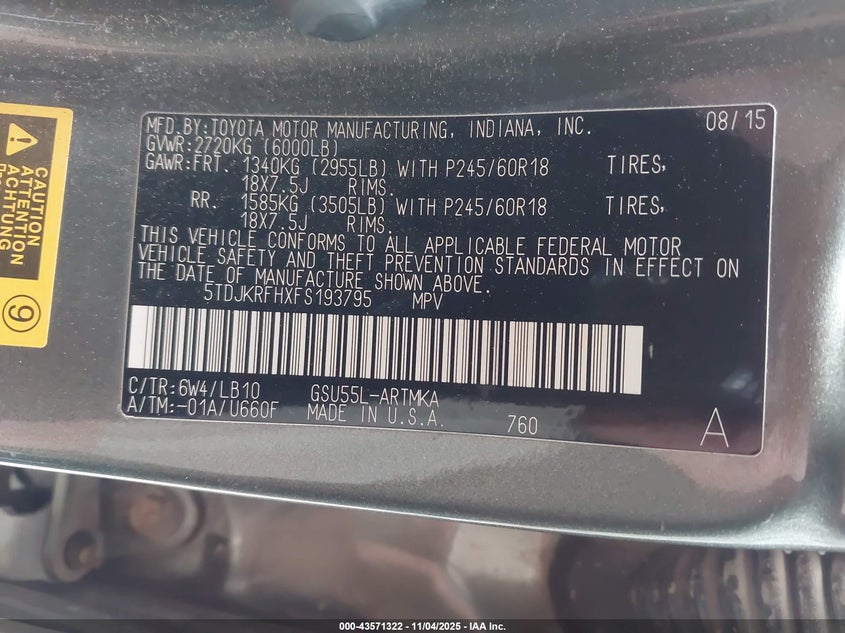 MFD.BY:TOYOTA MOTOR MANUFACTURING, INDIANA, INC. 08/15
GVWR:2720KG (6000LB)
GAWR:FRT. 1340KG (2955LB) WITH P245/60R18 TIRES,
18X7.5J RIMS.
RR. 1585KG (3505LB) WITH P245/60R18 TIRES,
18X7.5J RIMS.
THIS VEHICLE CONFORMS TO ALL APPLICABLE FEDERAL MOTOR
VEHICLE SAFETY AND THEFT PREVENTION STANDARDS IN EFFECT ON
THE DATE OF MANUFACTURE SHOWN ABOVE.
5TDJKRFHXFS193795 MPV
C/TR:6W4/LB10 GSU55L-ARTMKA
A/TM:-01A/U660F MADE IN U.S.A. 760 A
CAUTION
ATTENTION
ACHTUNG
9
000-43571322 - 11/04/2025 - IAA Inc.